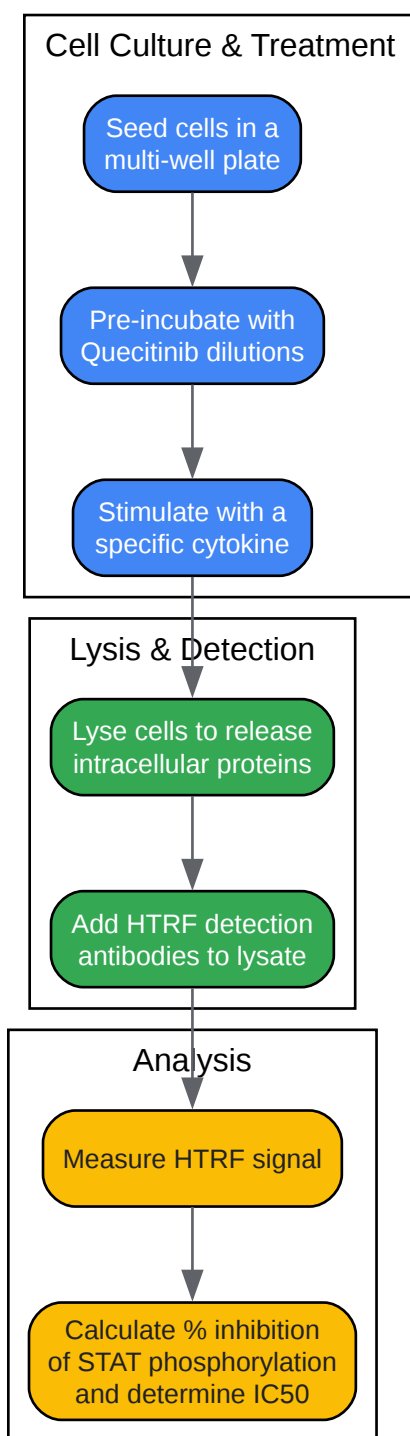 Cell Culture & Treatment
Seed cells in a
multi-well plate
Pre-incubate with
Quecitinib dilutions
Stimulate with a
specific cytokine
Lysis & Detection
Lyse cells to release
intracellular proteins
Add HTRF detection
antibodies to lysate
Analysis
Measure HTRF signal
Calculate % inhibition
of STAT phosphorylation
and determine IC50